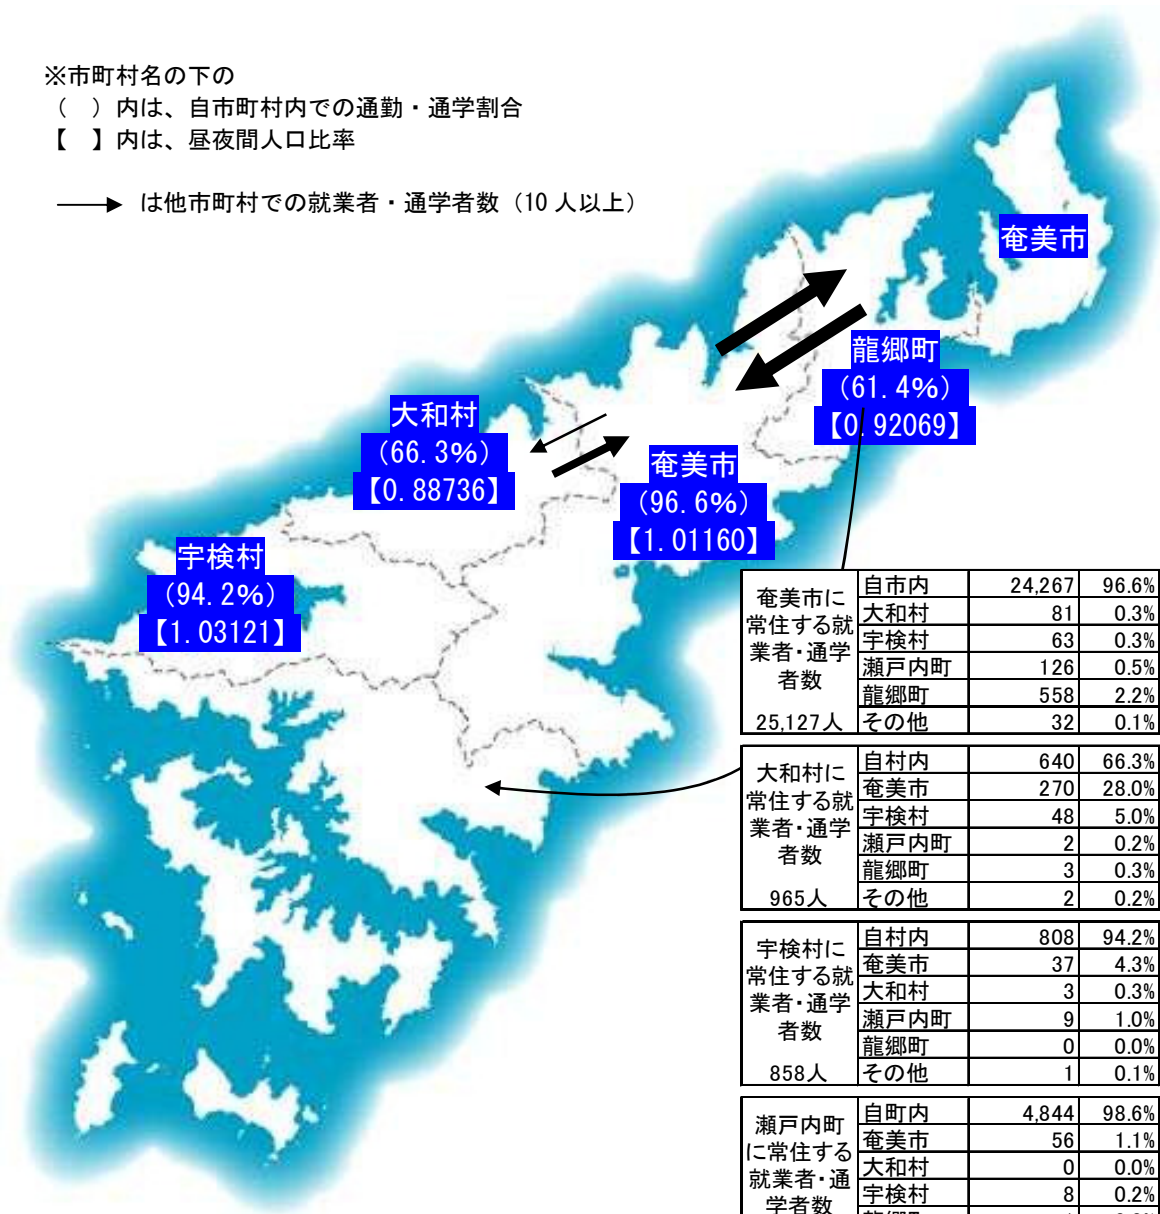 ※市町村名の下の
（　）内は、自市町村内での通勤・通学割合
【　】内は、昼夜間人口比率
は他市町村での就業者・通学者数（10人以上）
奄美市
龍郷町
（61.4％）
【0.92069】
大和村
（66.3％）
【0.88736】
奄美市
（96.6％）
【1.01160】
宇検村
（94.2％）
【1.03121】
奄美市に
常住する就
業者・通学
者数
25,127人
自市内 24,267 96.6%
大和村 81 0.3%
宇検村 63 0.3%
瀬戸内町 126 0.5%
龍郷町 558 2.2%
その他 32 0.1%
大和村に
常住する就
業者・通学
者数
965人
自村内 640 66.3%
奄美市 270 28.0%
宇検村 48 5.0%
瀬戸内町 2 0.2%
龍郷町 3 0.3%
その他 2 0.2%
宇検村に
常住する就
業者・通学
者数
858人
自村内 808 94.2%
奄美市 37 4.3%
大和村 3 0.3%
瀬戸内町 9 1.0%
龍郷町 0 0.0%
その他 1 0.1%
瀬戸内町
に常住する
就業者・通
学者数
自町内 4,844 98.6%
奄美市 56 1.1%
大和村 0 0.0%
宇検村 8 0.2%